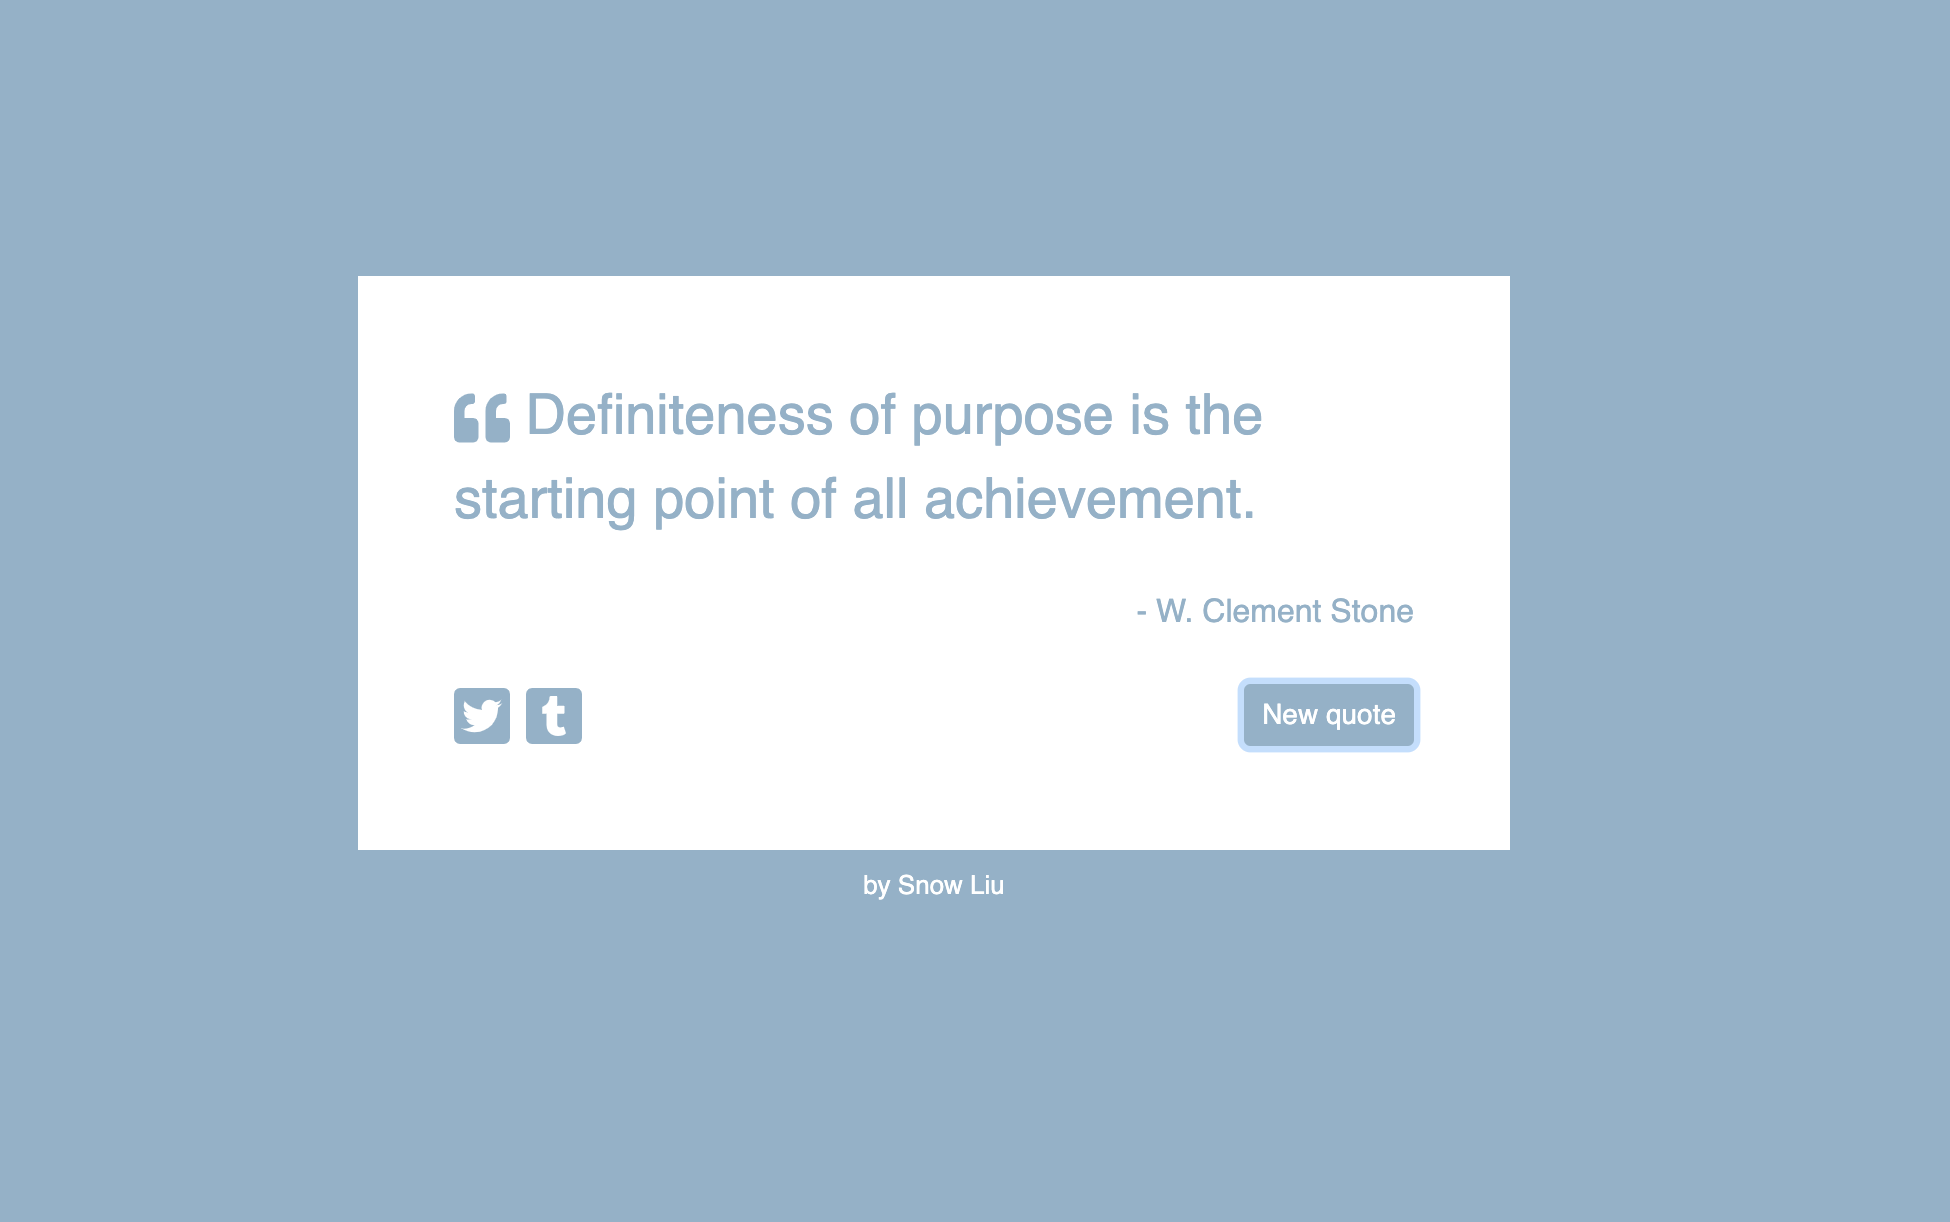 Definiteness of purpose is the
starting point of all achievement.
- W. Clement Stone
New quote
by Snow Liu